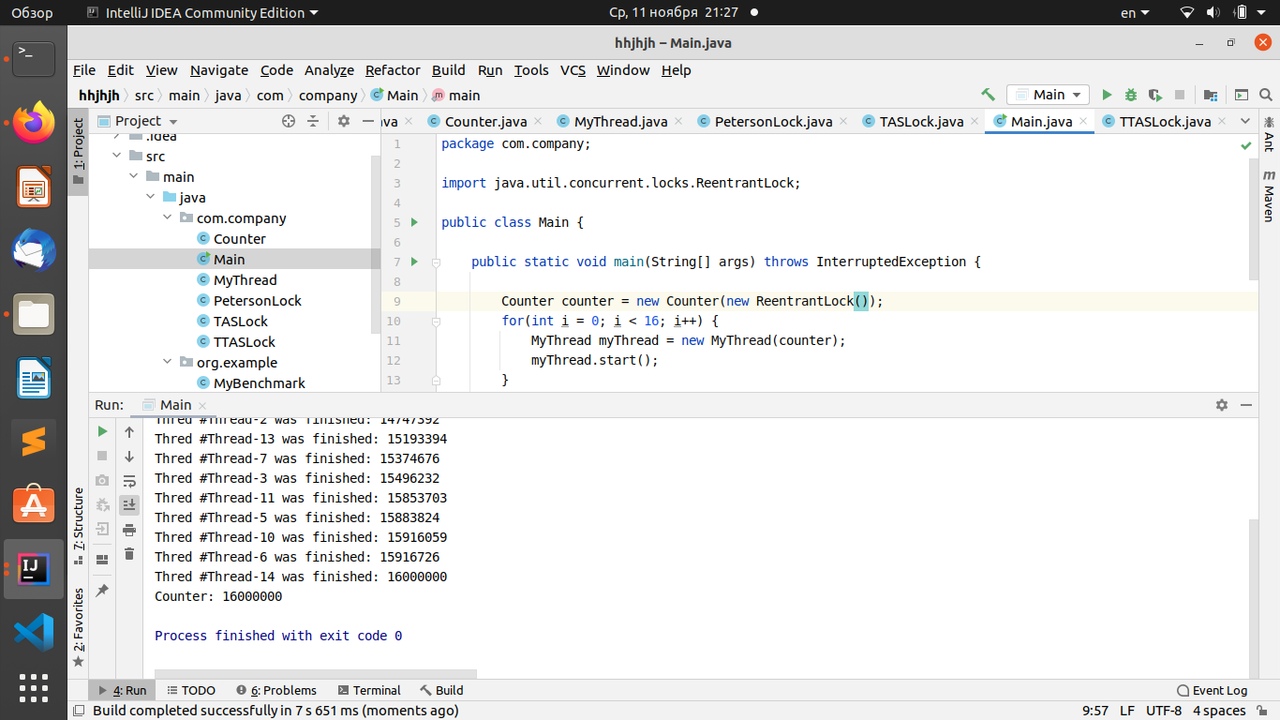 Обзор IntelliJ IDEA Community Edition Ср, 11 ноября 21:27 en
hhjhjh – Main.java
File Edit View Navigate Code Analyze Refactor Build Run Tools VCS Window Help
hhjhjh src main java com company Main main Main
Project Counter.java MyThread.java PetersonLock.java TASLock.java Main.java TTASLock.java
1: Project
.idea
src
main
java
com.company
Counter
Main
MyThread
PetersonLock
TASLock
TTASLock
org.example
MyBenchmark
1 package com.company;
2
3 import java.util.concurrent.locks.ReentrantLock;
4
5 public class Main {
6
7 public static void main(String[] args) throws InterruptedException {
8
9 Counter counter = new Counter(new ReentrantLock());
10 for(int i = 0; i < 16; i++) {
11 MyThread myThread = new MyThread(counter);
12 myThread.start();
13 }
Ant
m Maven
Run: Main
Thred #Thread-2 was finished: 14747392
Thred #Thread-13 was finished: 15193394
Thred #Thread-7 was finished: 15374676
Thred #Thread-3 was finished: 15496232
Thred #Thread-11 was finished: 15853703
Thred #Thread-5 was finished: 15883824
Thred #Thread-10 was finished: 15916059
Thred #Thread-6 was finished: 15916726
Thred #Thread-14 was finished: 16000000
Counter: 16000000
Process finished with exit code 0
7: Structure
2: Favorites
4: Run TODO 6: Problems Terminal Build Event Log
Build completed successfully in 7 s 651 ms (moments ago) 9:57 LF UTF-8 4 spaces